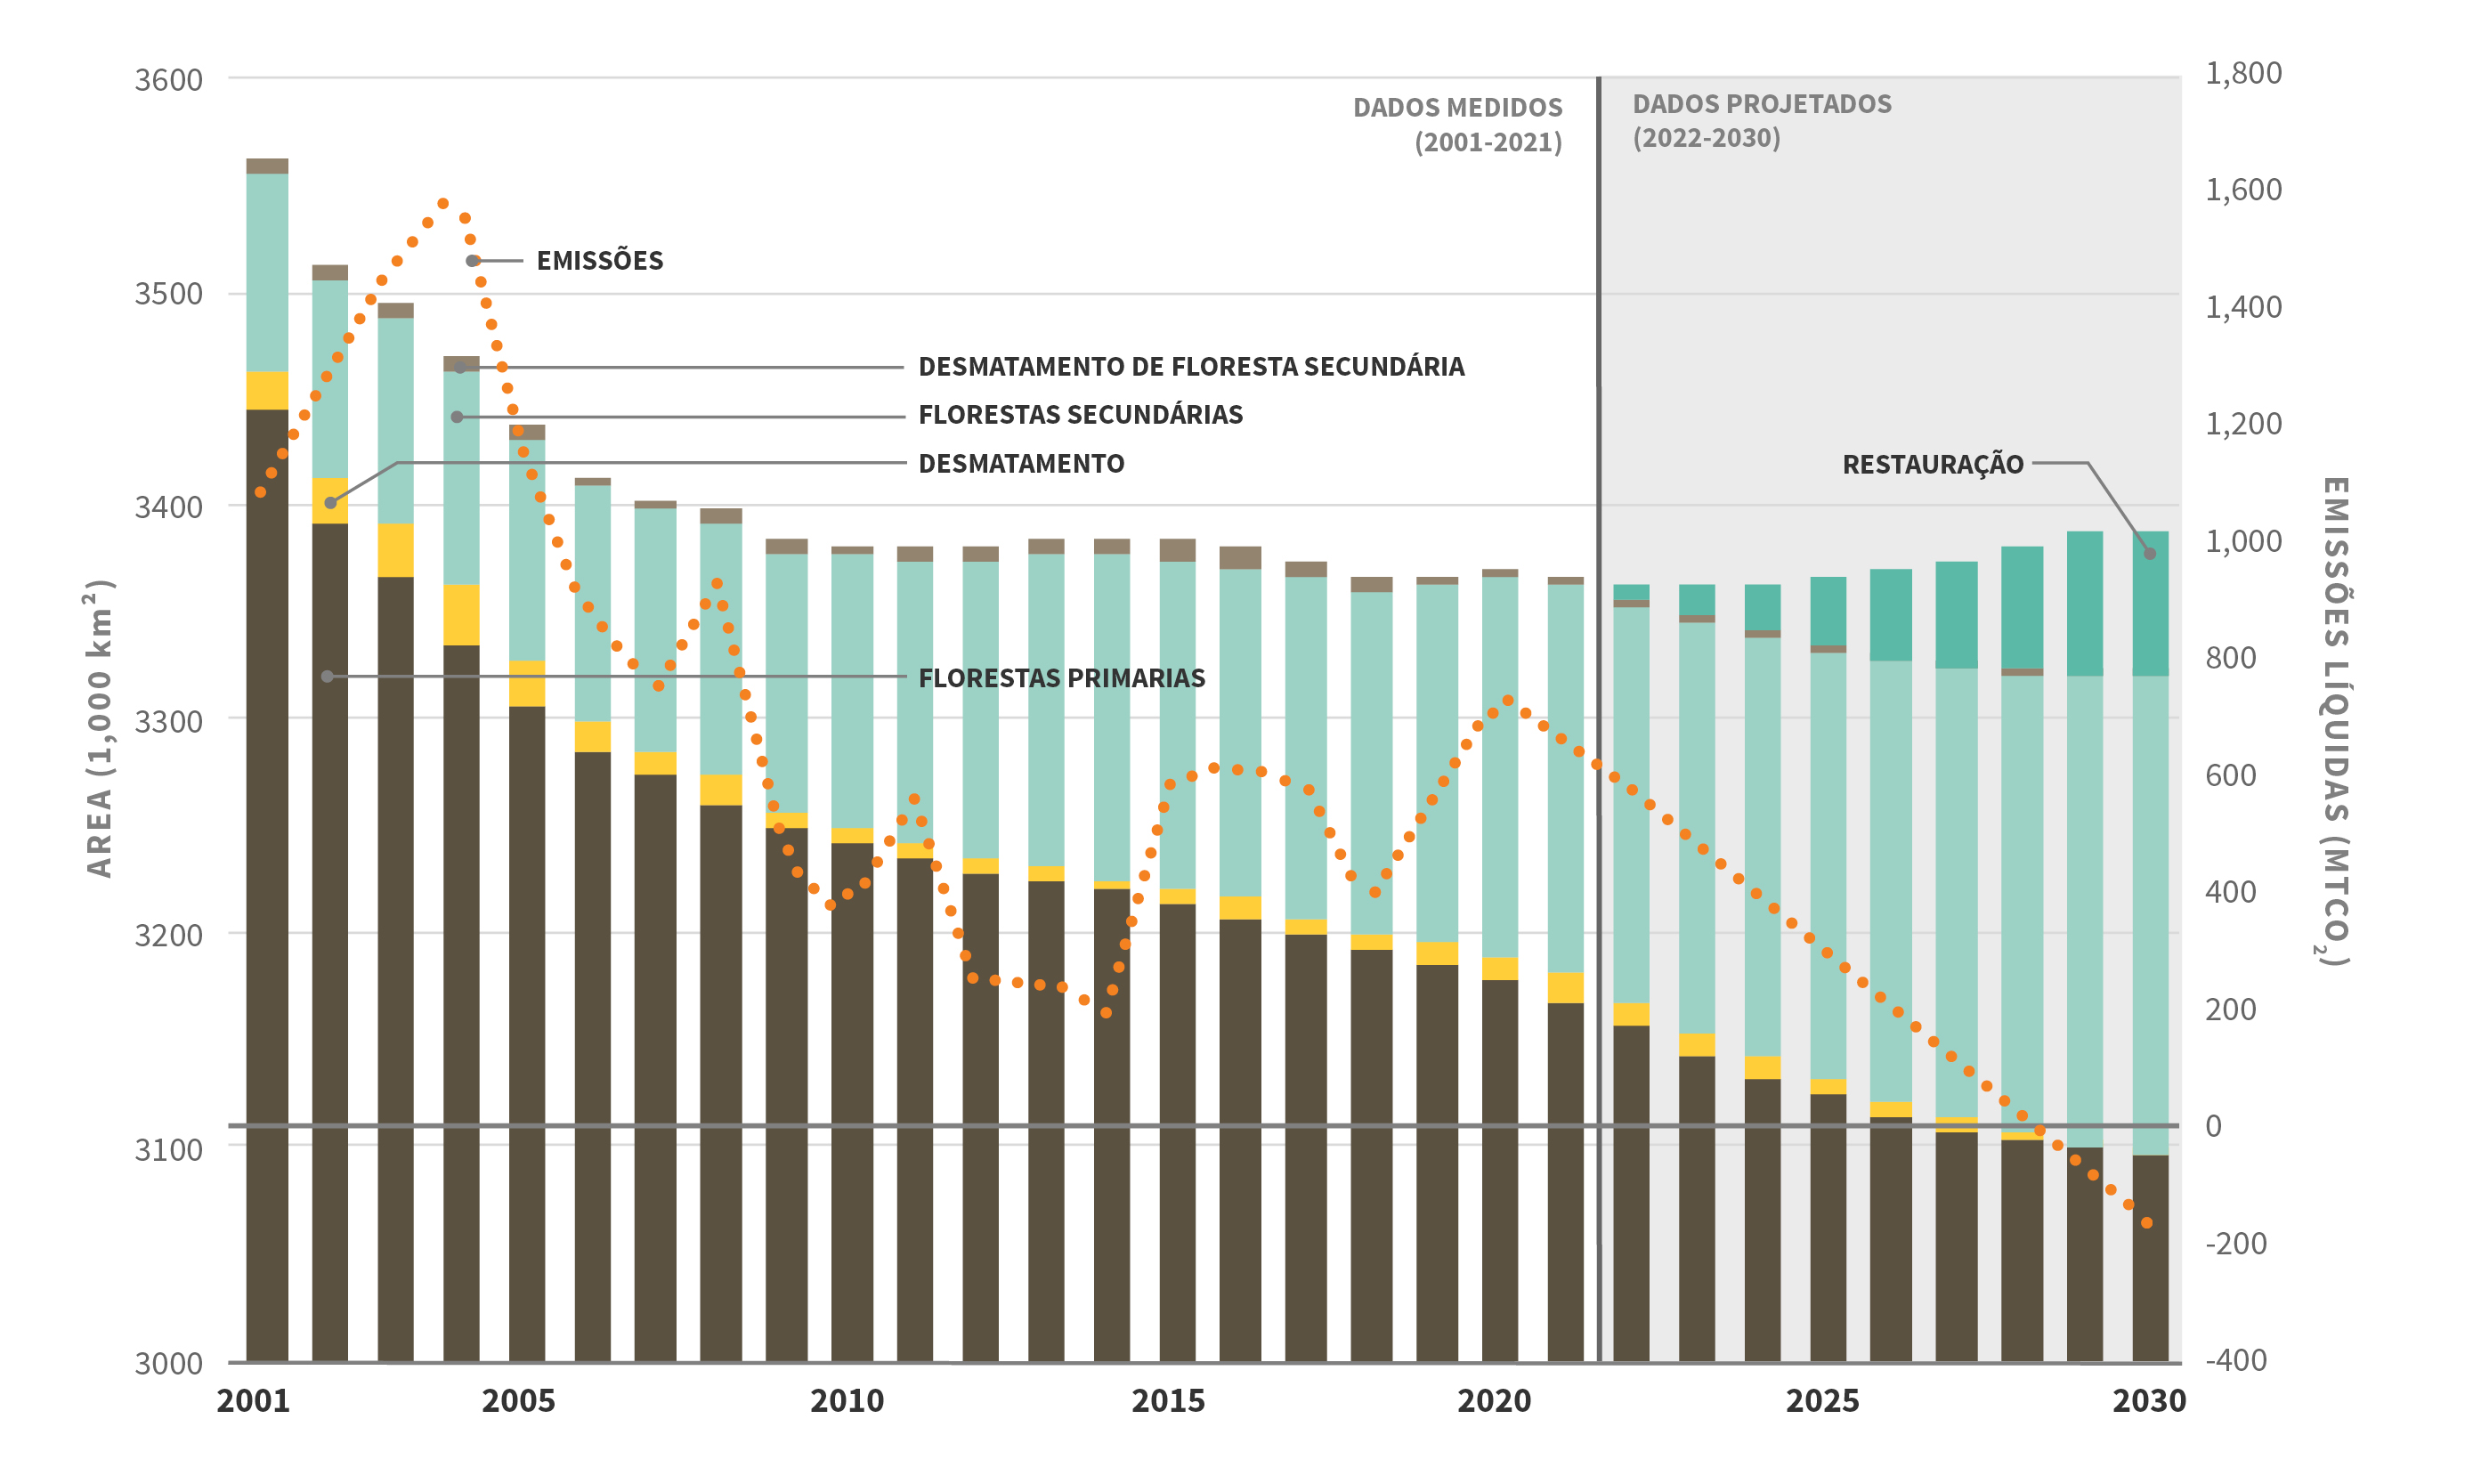 3600
3500
3400
3300
3200
3100
3000
AREA (1,000 km²)
DADOS MEDIDOS
(2001-2021)
DADOS PROJETADOS
(2022-2030)
EMISSÕES
DESMATAMENTO DE FLORESTA SECUNDÁRIA
FLORESTAS SECUNDÁRIAS
DESMATAMENTO
FLORESTAS PRIMARIAS
RESTAURAÇÃO
1,800
1,600
1,400
1,200
1,000
800
600
400
200
0
-200
-400
EMISSÕES LÍQUIDAS (MTCO₂)
2001
2005
2010
2015
2020
2025
2030